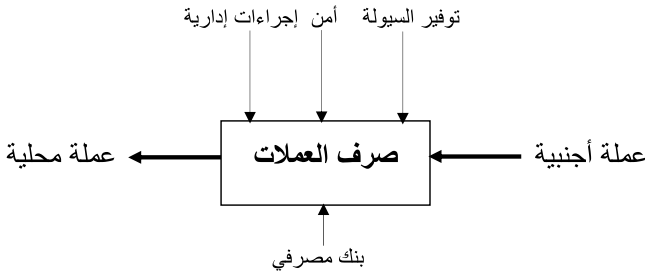 توفير السيولة
أمن
إجراءات إدارية
عملة أجنبية
صرف العملات
عملة محلية
بنك مصرفي